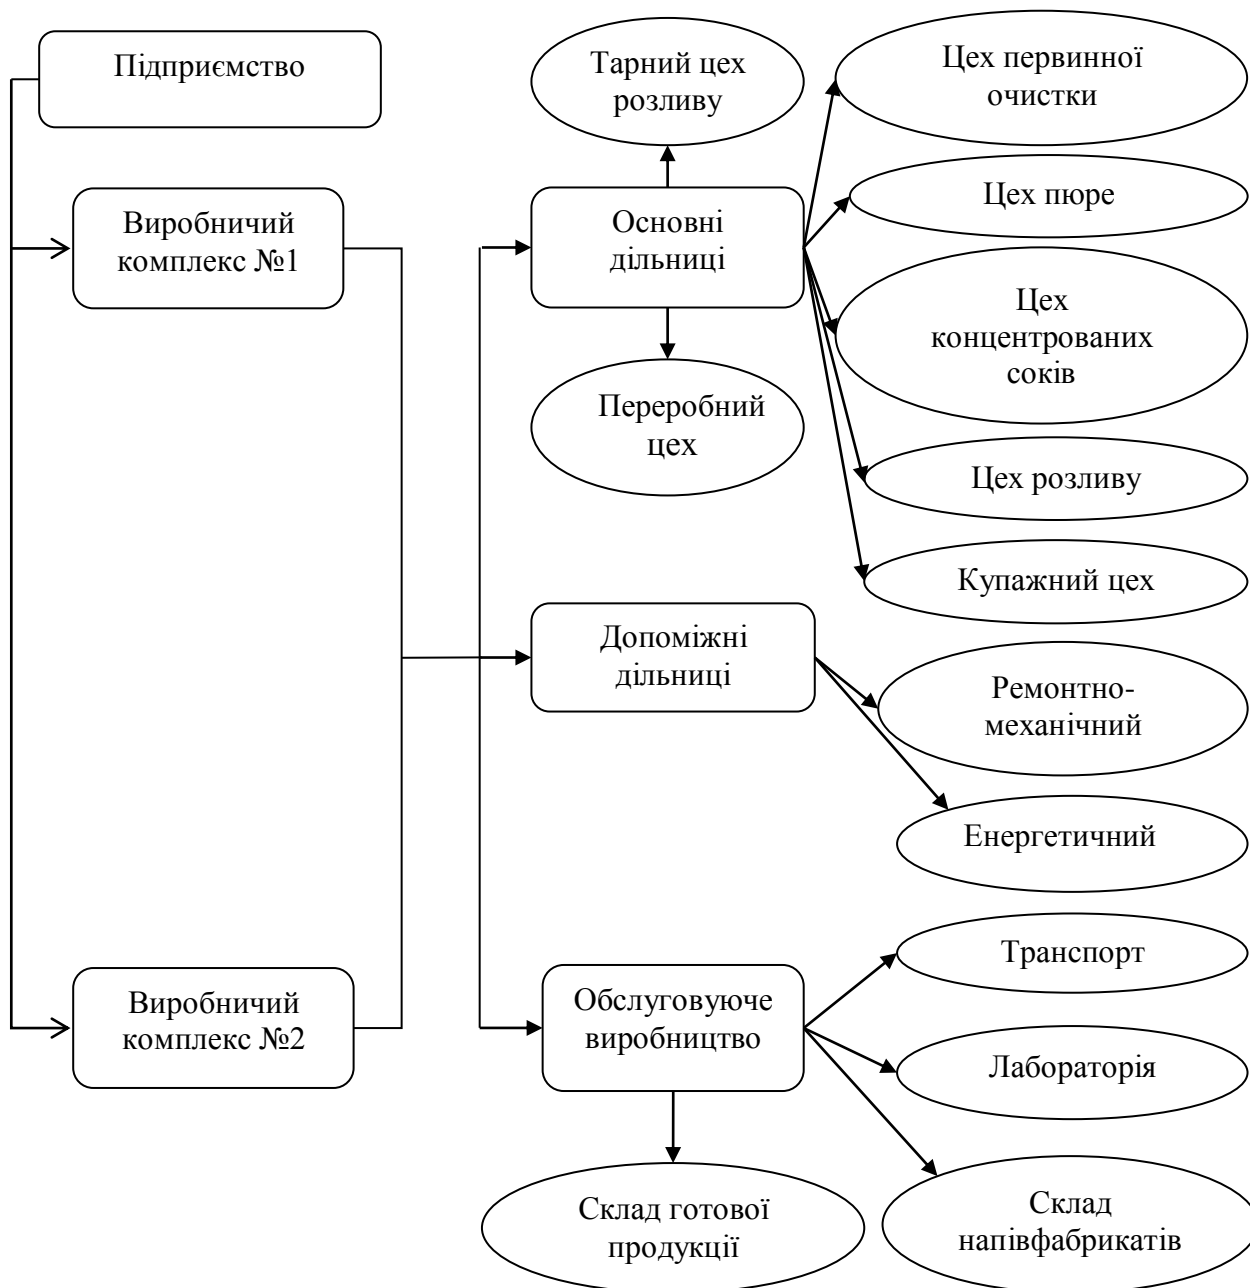 Підприємство
Виробничий
комплекс №1
Виробничий
комплекс №2
Тарний цех
розливу
Основні
дільниці
Переробний
цех
Допоміжні
дільниці
Обслуговуюче
виробництво
Склад готової
продукції
Цех первинної
очистки
Цех пюре
Цех
концентрованих
соків
Цех розливу
Купажний цех
Ремонтно-
механічний
Енергетичний
Транспорт
Лабораторія
Склад
напівфабрикатів